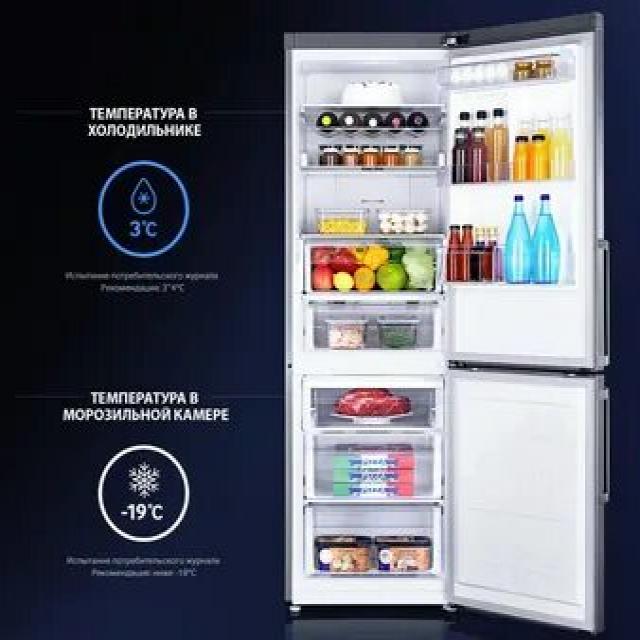 ТЕМПЕРАТУРА В
ХОЛОДИЛЬНИКЕ
3°C
Испытание потребительского журнала
Рекомендация: 3~4°C
ТЕМПЕРАТУРА В
МОРОЗИЛЬНОЙ КАМЕРЕ
-19°C
Испытание потребительского журнала
Рекомендация: ниже -18°C